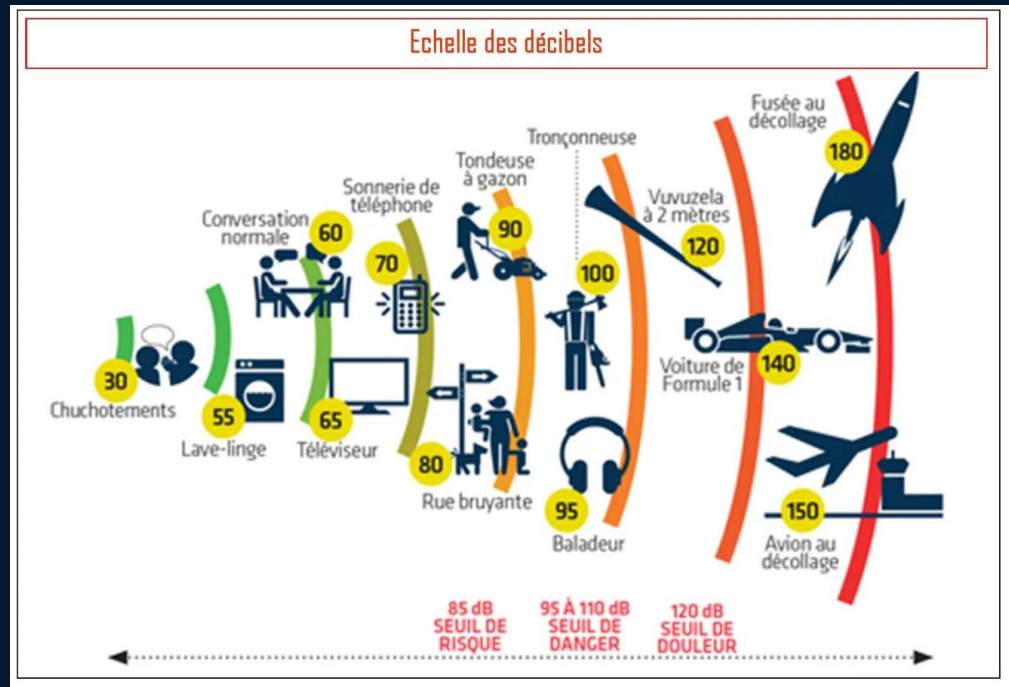 Echelle des décibels
30
Chuchotements
55
Lave-linge
Conversation
normale
60
65
Téléviseur
Sonnerie de
téléphone
70
80
Rue bruyante
Tondeuse
à gazon
90
Tronçonneuse
100
95
Baladeur
Vuvuzela
à 2 mètres
120
Voiture de
Formule 1
140
Fusée au
décollage
180
150
Avion au
décollage
85 dB
SEUIL DE
RISQUE
95 À 110 dB
SEUIL DE
DANGER
120 dB
SEUIL DE
DOULEUR